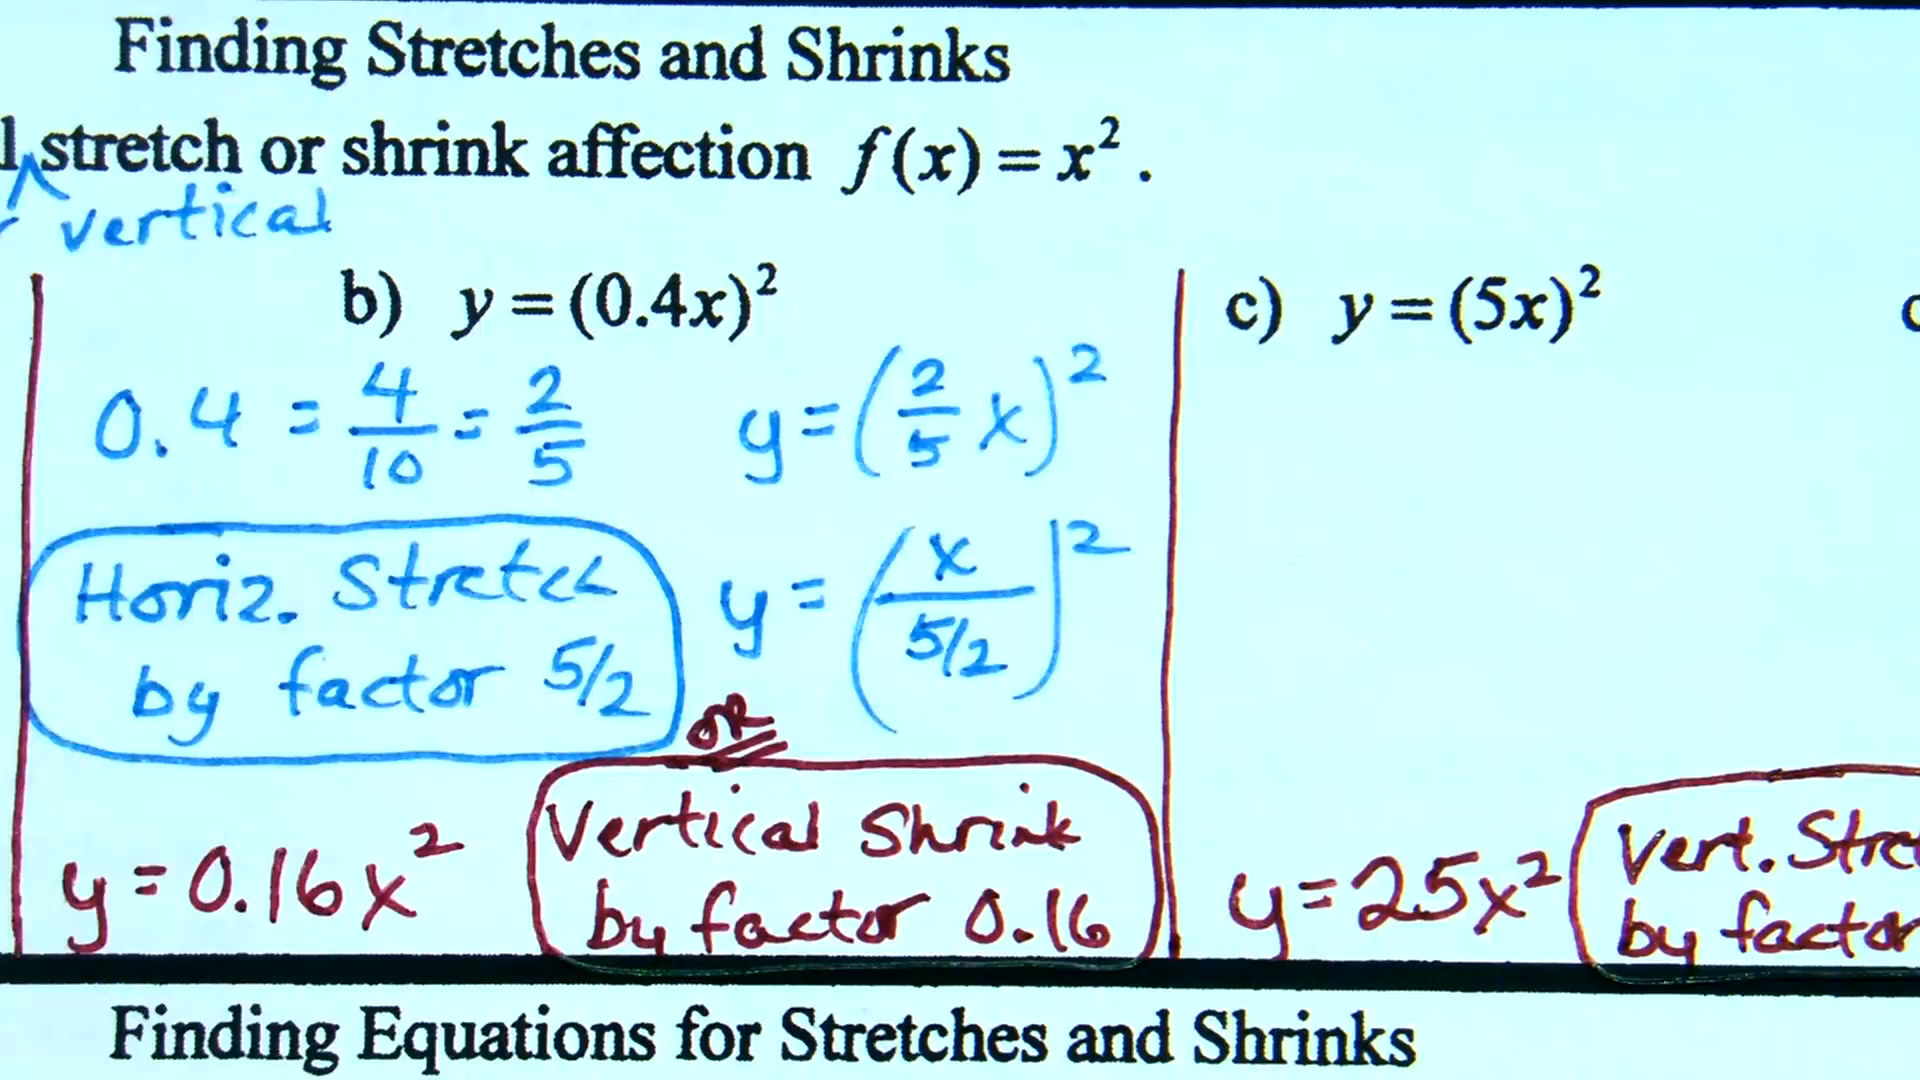 Finding Stretches and Shrinks
stretch or shrink affection f(x) = x².
vertical
b) y = (0.4x)²
0.4 = 4/10 = 2/5
y = (2/5 x)²
Horiz. Stretch
by factor 5/2
y = (x/(5/2))²
OR
y = 0.16x²
Vertical Shrink
by factor 0.16
c) y = (5x)²
y = 25x²
Vert. Stre
by factor
Finding Equations for Stretches and Shrinks